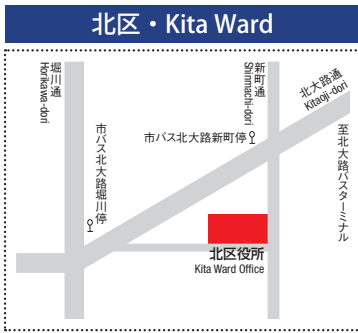 北区・Kita Ward
堀川通
Horikawa-dori
新町通
Shinmachi-dori
北大路通
Kitaoji-dori
市バス北大路新町停
市バス北大路堀川停
至北大路バスターミナル
北区役所
Kita Ward Office